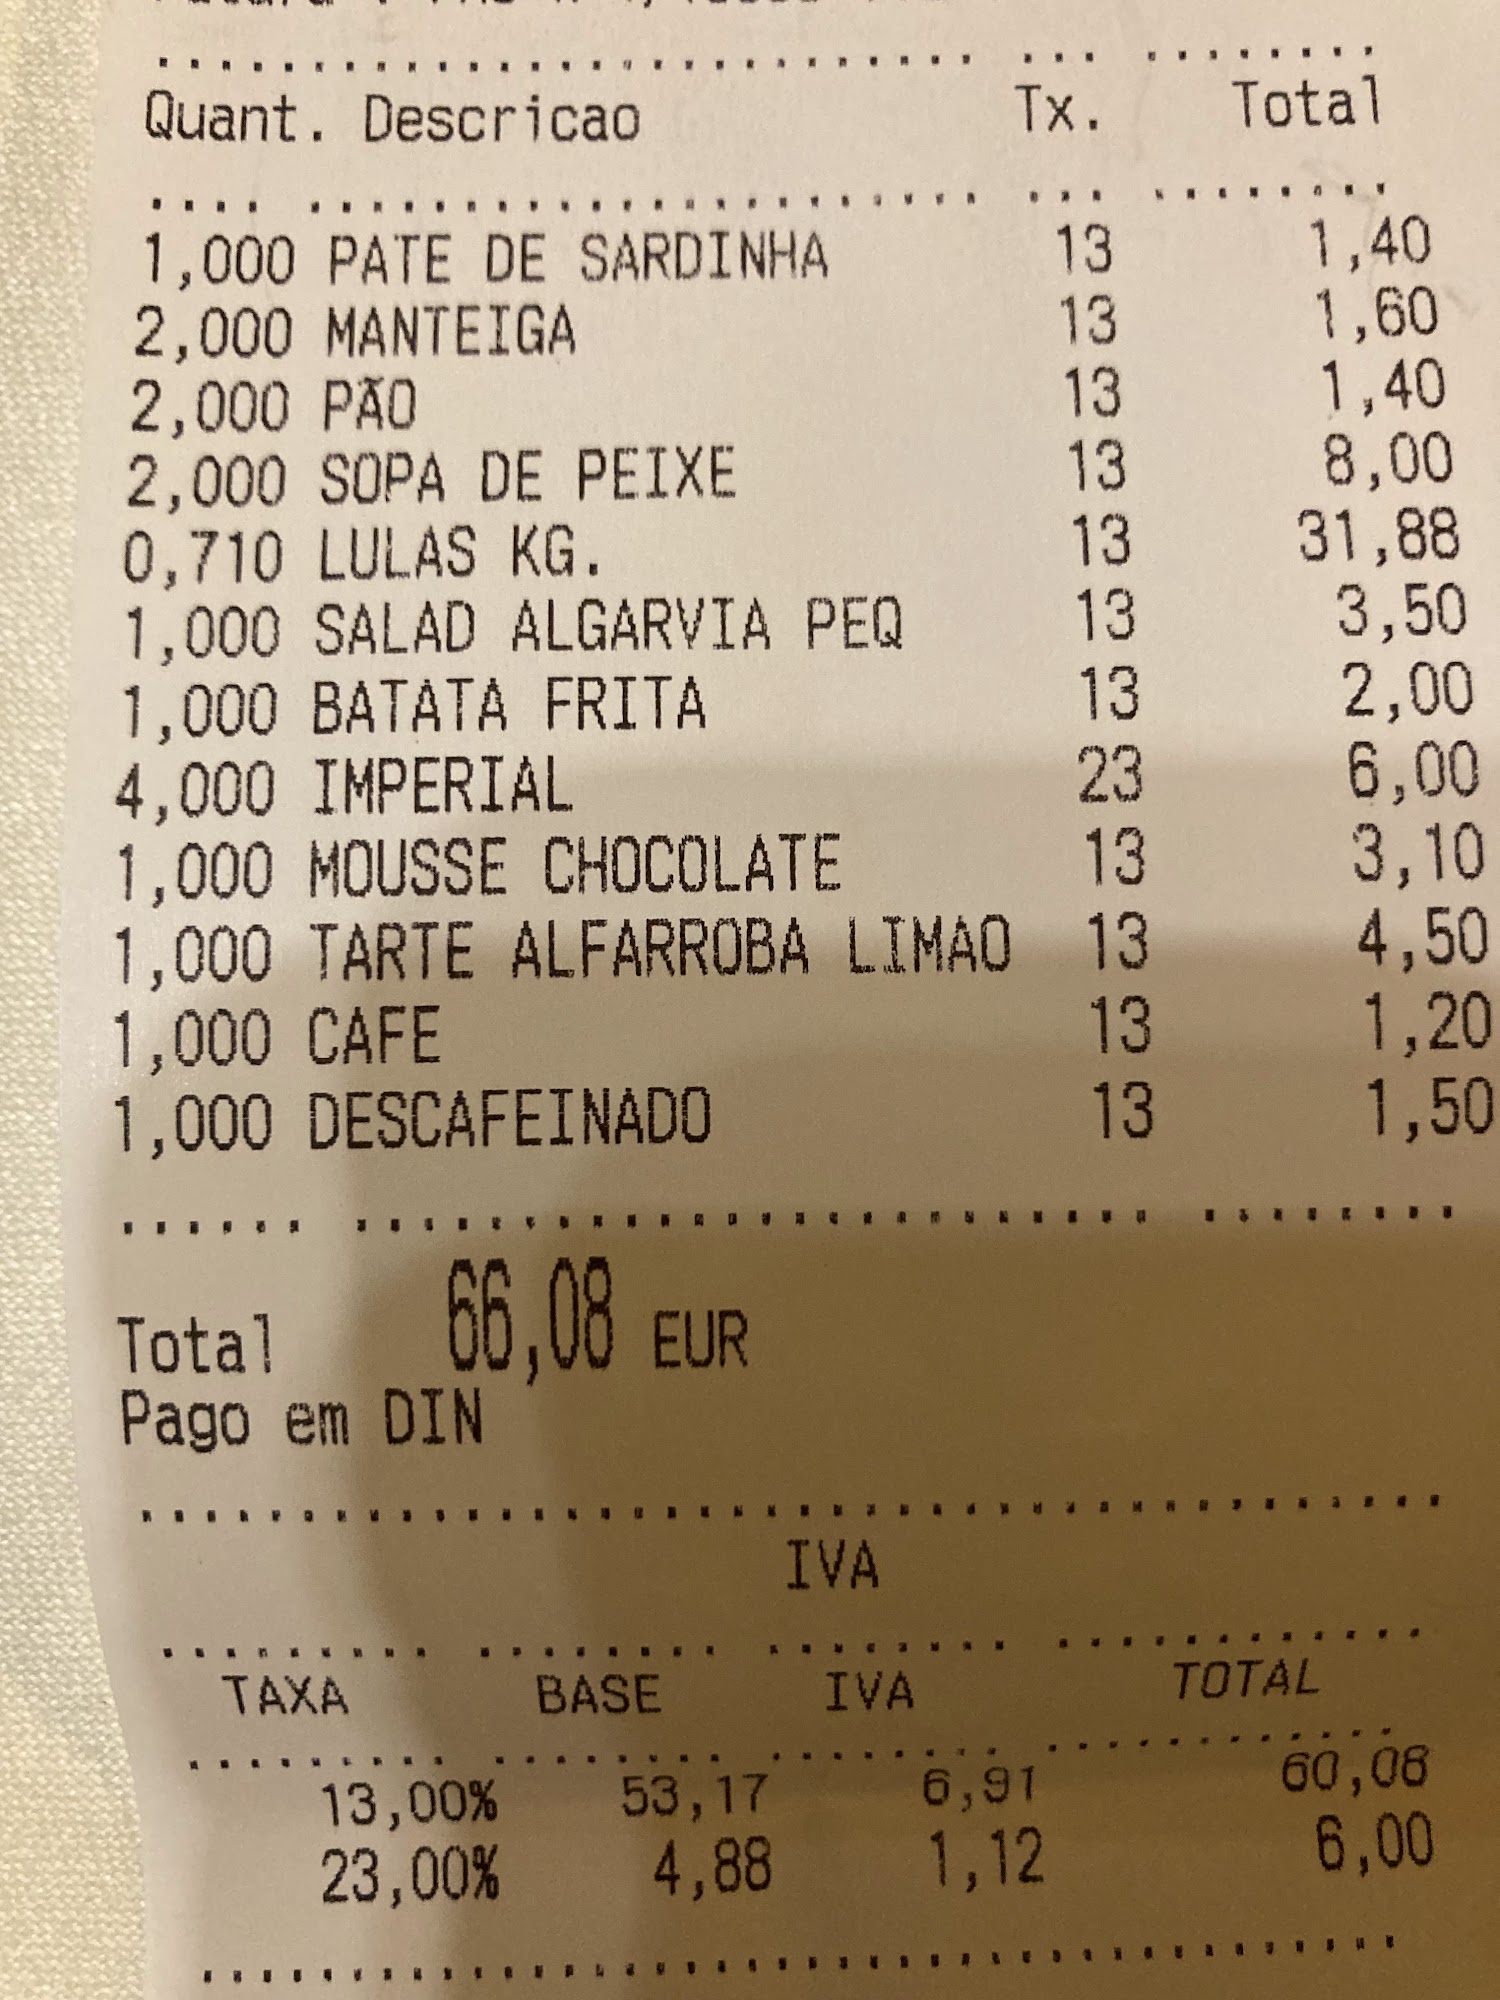 Quant. Descricao Tx. Total
1,000 PATE DE SARDINHA 13 1,40
2,000 MANTEIGA 13 1,60
2,000 PÃO 13 1,40
2,000 SOPA DE PEIXE 13 8,00
0,710 LULAS KG. 13 31,88
1,000 SALAD ALGARVIA PEQ 13 3,50
1,000 BATATA FRITA 13 2,00
4,000 IMPERIAL 23 6,00
1,000 MOUSSE CHOCOLATE 13 3,10
1,000 TARTE ALFARROBA LIMAO 13 4,50
1,000 CAFE 13 1,20
1,000 DESCAFEINADO 13 1,50
Total 66,08 EUR
Pago em DIN
IVA
TAXA BASE IVA TOTAL
13,00% 53,17 6,91 60,08
23,00% 4,88 1,12 6,00